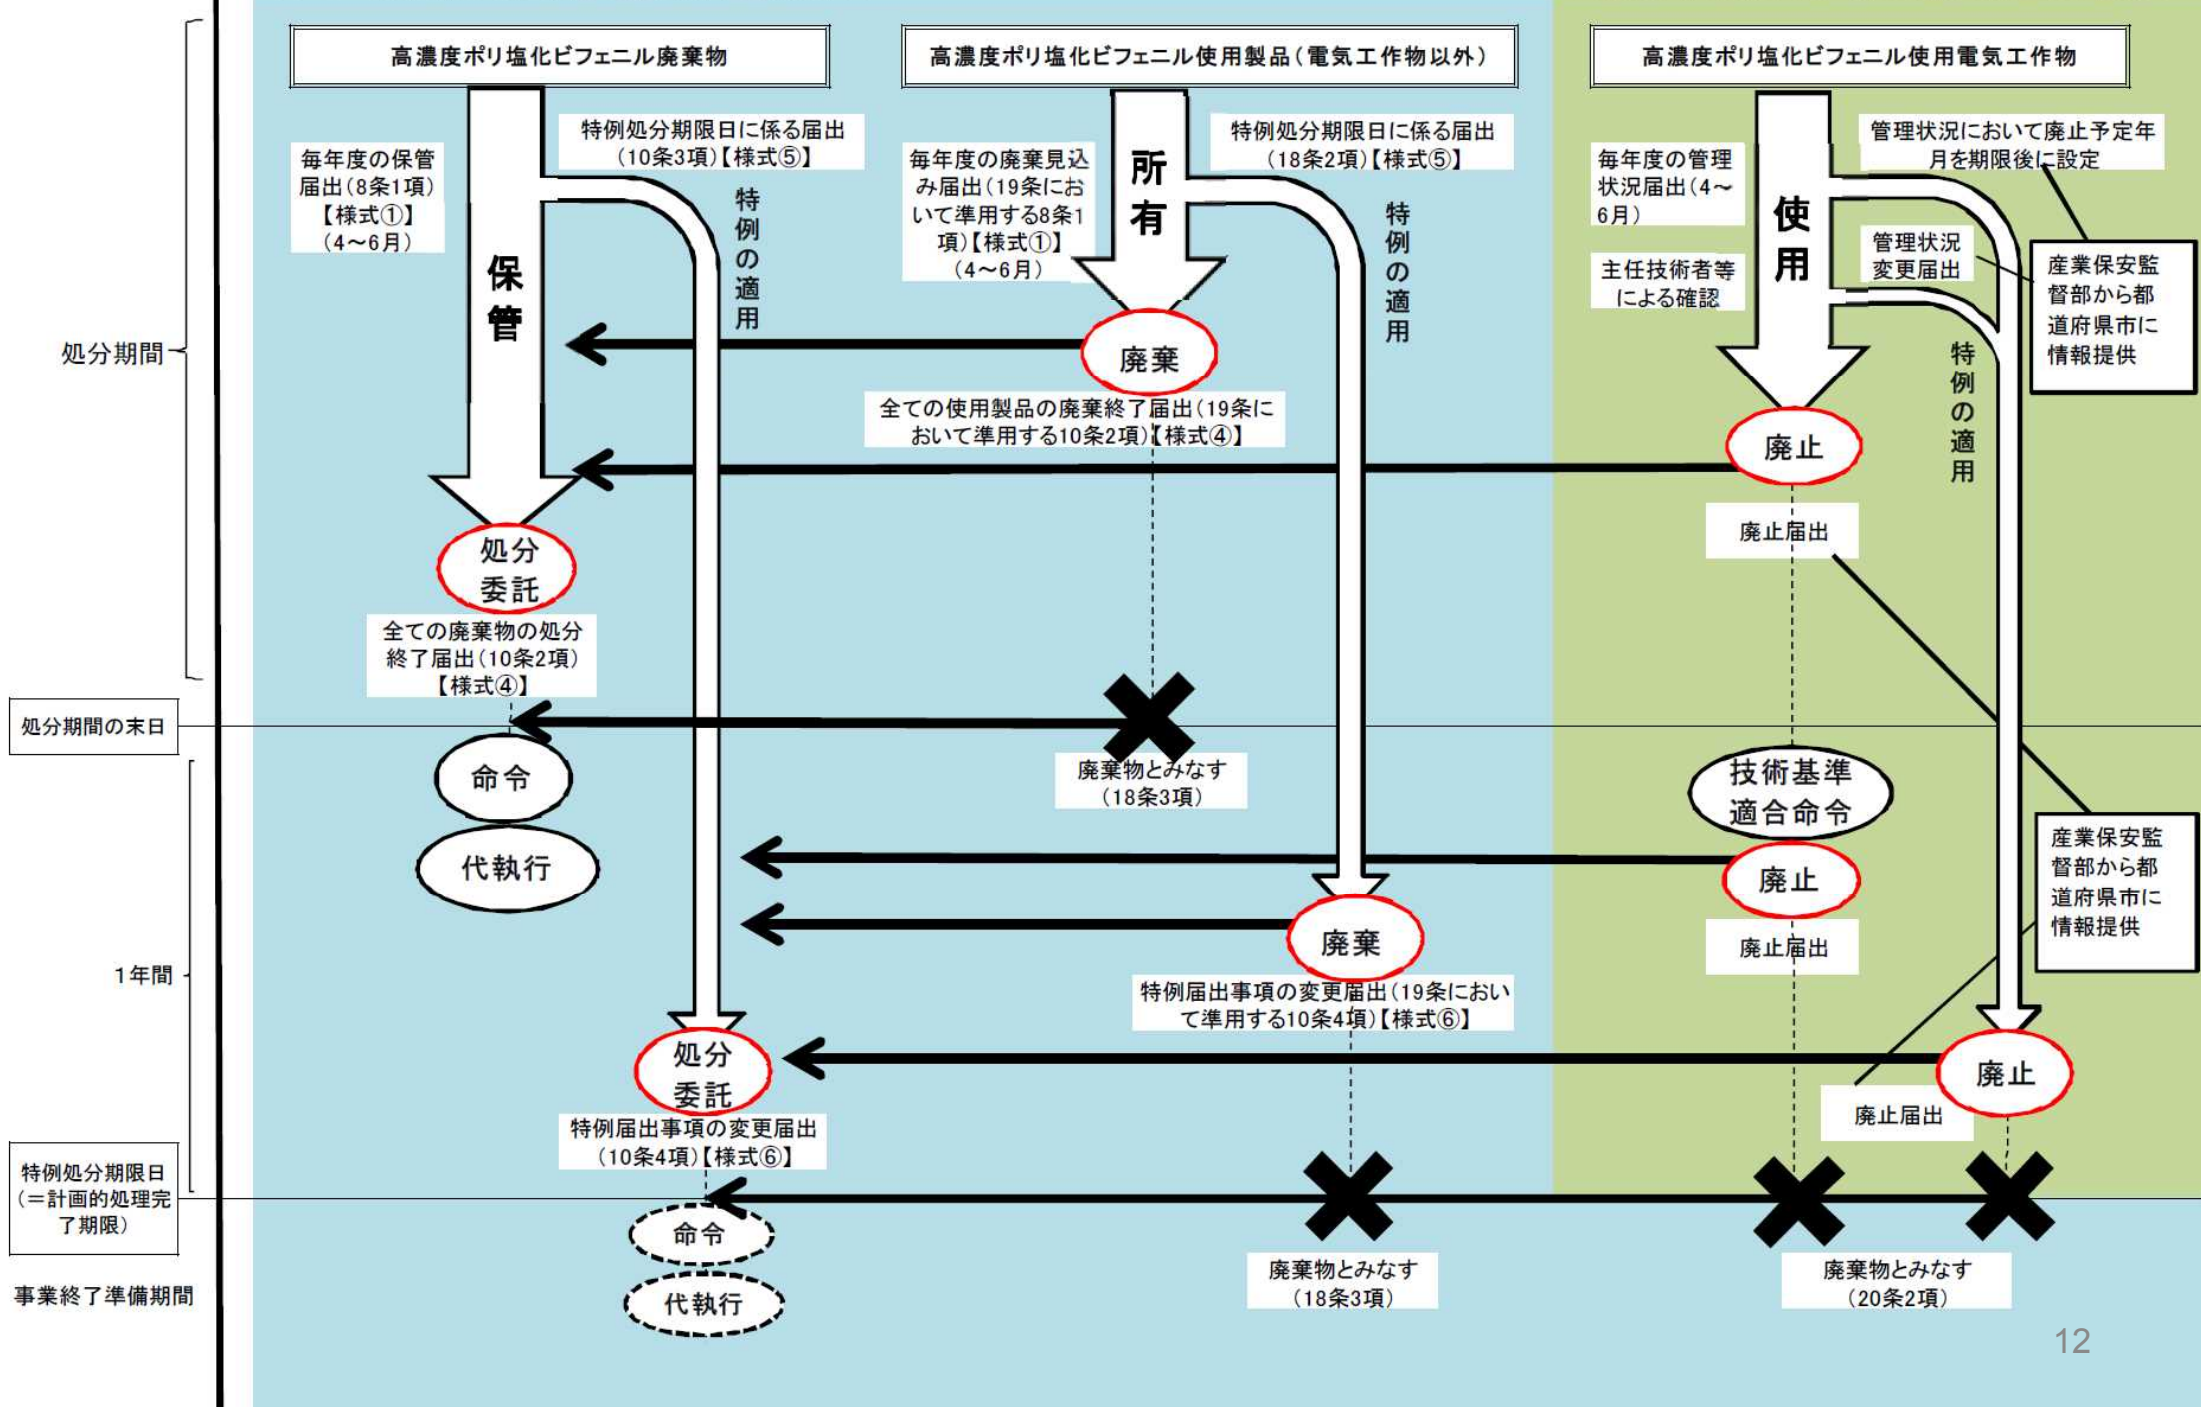 高濃度ポリ塩化ビフェニル廃棄物
高濃度ポリ塩化ビフェニル使用製品（電気工作物以外）
高濃度ポリ塩化ビフェニル使用電気工作物
毎年度の保管
届出（8条1項）
【様式①】
（4～6月）
特例処分期限日に係る届出
（10条3項）【様式⑤】
保管
特例の適用
毎年度の廃棄見込
み届出（19条にお
いて準用する8条1
項）【様式①】
（4～6月）
所有
特例処分期限日に係る届出
（18条2項）【様式⑤】
特例の適用
毎年度の管理
状況届出（4～
6月）
主任技術者等
による確認
使用
管理状況において廃止予定年
月を期限後に設定
管理状況
変更届出
産業保安監
督部から都
道府県市に
情報提供
特例の適用
処分期間
廃棄
全ての使用製品の廃棄終了届出（19条に
おいて準用する10条2項）【様式④】
廃止
廃止届出
処分
委託
全ての廃棄物の処分
終了届出（10条2項）
【様式④】
処分期間の末日
命令
代執行
廃棄物とみなす
（18条3項）
技術基準
適合命令
廃止
廃止届出
産業保安監
督部から都
道府県市に
情報提供
1年間
廃棄
特例届出事項の変更届出（19条におい
て準用する10条4項）【様式⑥】
処分
委託
特例届出事項の変更届出
（10条4項）【様式⑥】
廃止
廃止届出
特例処分期限日
（＝計画的処理完
了期限）
命令
代執行
廃棄物とみなす
（18条3項）
廃棄物とみなす
（20条2項）
事業終了準備期間
12